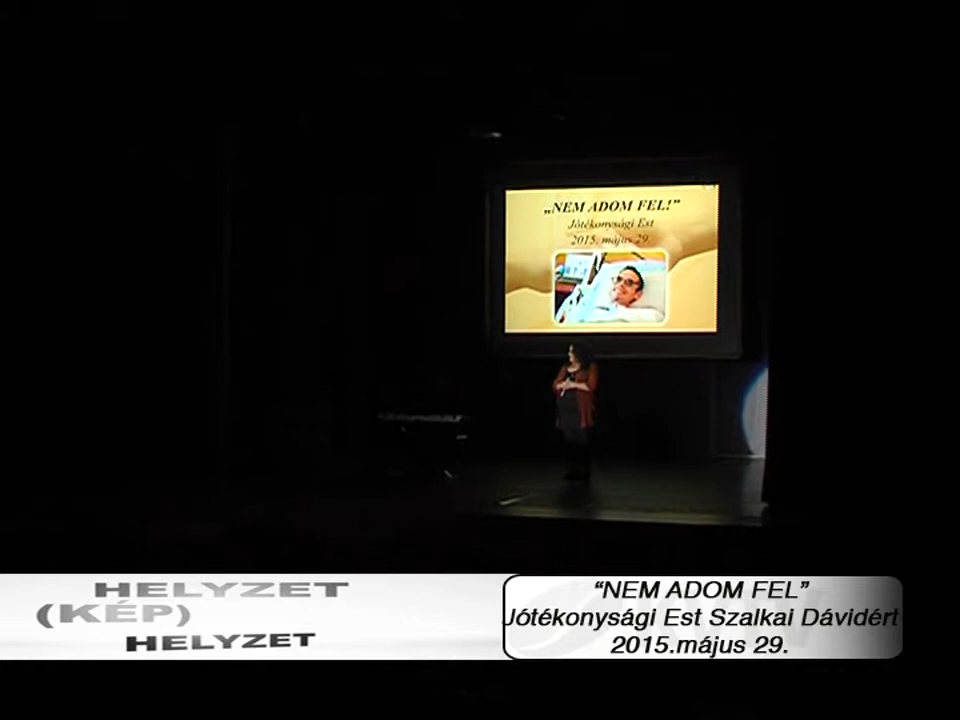 „NEM ADOM FEL!”
Jótékonysági Est
2015. május 29.
HELYZET
(KÉP)
HELYZET
“NEM ADOM FEL”
Jótékonysági Est Szalkai Dávidért
2015.május 29.